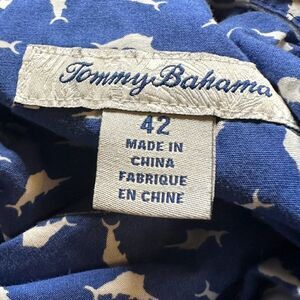 Tommy Bahama
42
MADE IN
CHINA
FABRIQUE
EN CHINE